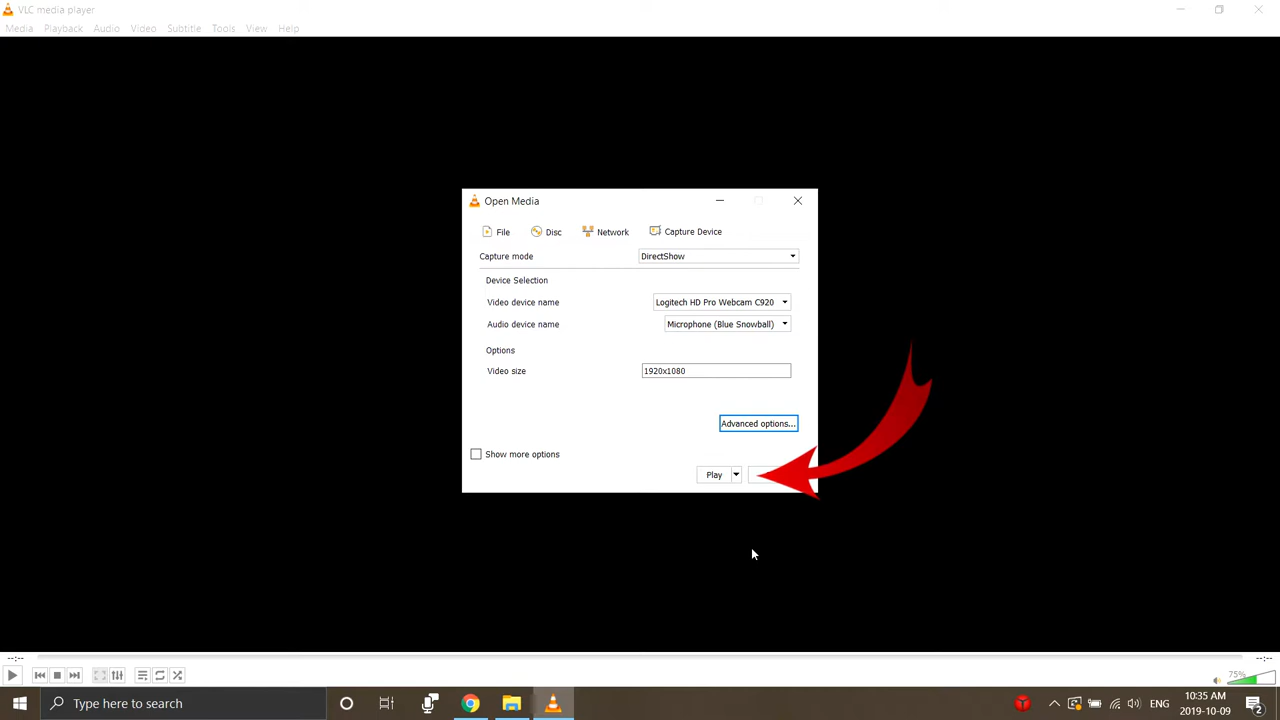 VLC media player
Media Playback Audio Video Subtitle Tools View Help
Open Media
File Disc Network Capture Device
Capture mode DirectShow
Device Selection
Video device name Logitech HD Pro Webcam C920
Audio device name Microphone (Blue Snowball)
Options
Video size 1920x1080
Advanced options...
Show more options
Play
--:-- --:--
75%
Type here to search
ENG
10:35 AM
2019-10-09
2